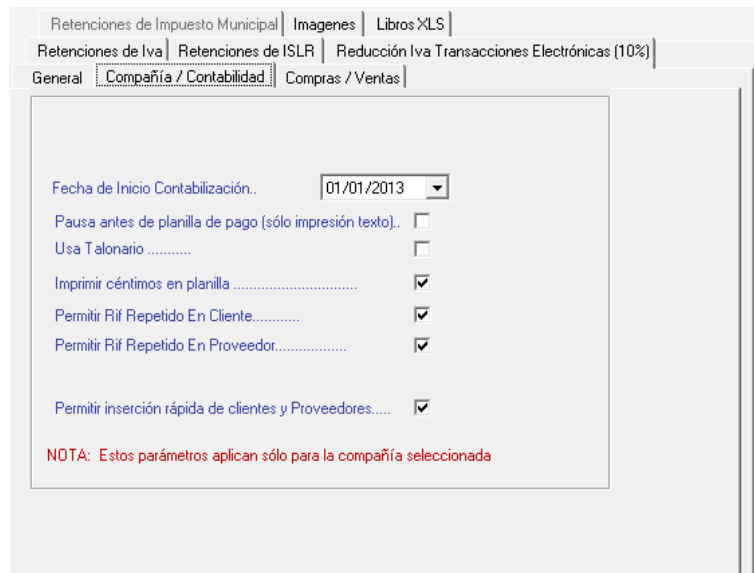 Retenciones de Impuesto Municipal Imagenes Libros XLS
Retenciones de Iva Retenciones de ISLR Reducción Iva Transacciones Electrónicas (10%)
General Compañía / Contabilidad Compras / Ventas
Fecha de Inicio Contabilización.. 01/01/2013
Pausa antes de planilla de pago (sólo impresión texto)..
Usa Talonario ...........
Imprimir céntimos en planilla ...............................
Permitir Rif Repetido En Cliente............
Permitir Rif Repetido En Proveedor..................
Permitir inserción rápida de clientes y Proveedores.....
NOTA: Estos parámetros aplican sólo para la compañía seleccionada